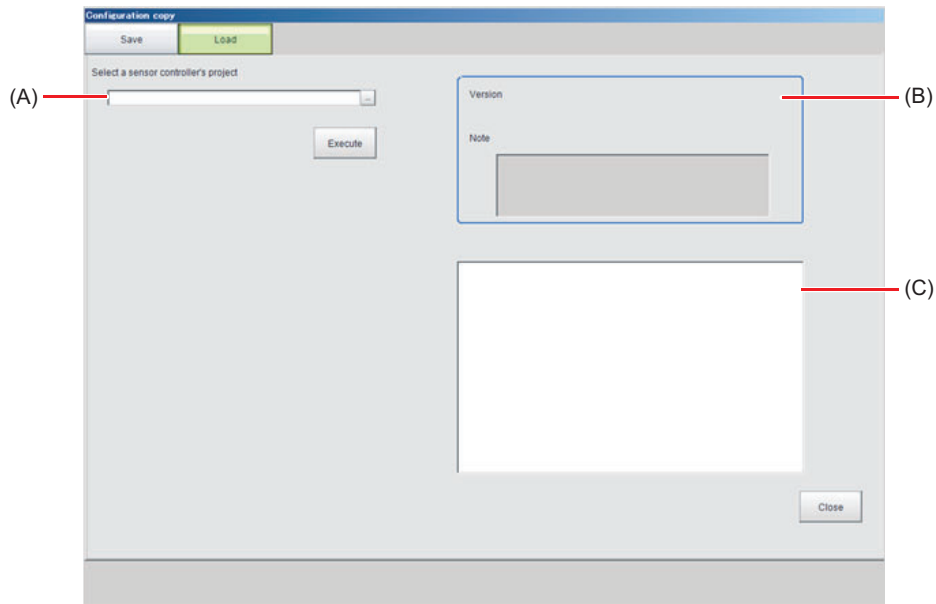 Configuration copy
Save
Load
Select a sensor controller's project
(A)
...
Execute
Version
(B)
Note
(C)
Close